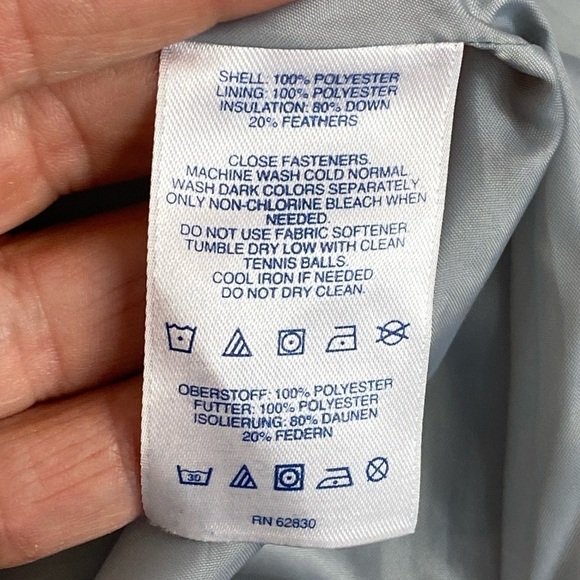 SHELL: 100% POLYESTER
LINING: 100% POLYESTER
INSULATION: 80% DOWN
20% FEATHERS
CLOSE FASTENERS.
MACHINE WASH COLD NORMAL
WASH DARK COLORS SEPARATELY
ONLY NON-CHLORINE BLEACH WHEN
NEEDED.
DO NOT USE FABRIC SOFTENER
TUMBLE DRY LOW WITH CLEAN
TENNIS BALLS.
COOL IRON IF NEEDED
DO NOT DRY CLEAN.
OBERSTOFF: 100% POLYESTER
FUTTER: 100% POLYESTER
ISOLIERUNG: 80% DAUNEN
20% FEDERN
30
RN 62830